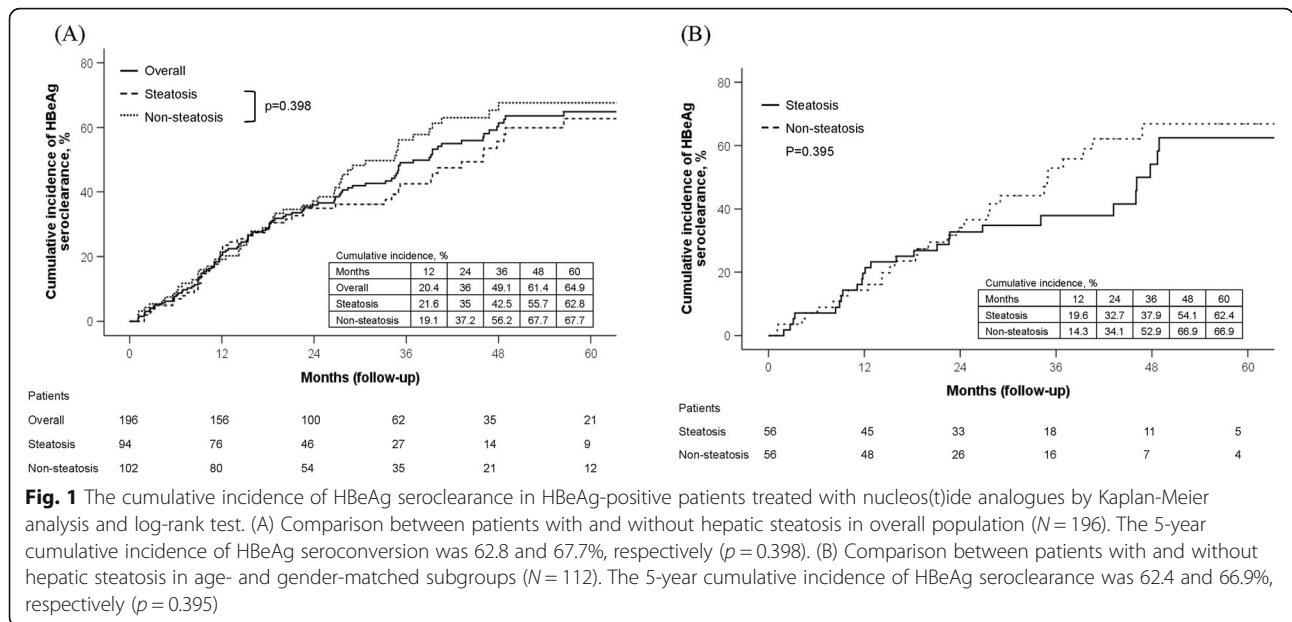 (A)
80
60
40
20
0
Cumulative incidence of HBeAg
seroclearance, %
Overall
Steatosis
Non-steatosis
p=0.398
Cumulative incidence, %
Months 12 24 36 48 60
Overall 20.4 36 49.1 61.4 64.9
Steatosis 21.6 35 42.5 55.7 62.8
Non-steatosis 19.1 37.2 56.2 67.7 67.7
0 12 24 36 48 60
Months (follow-up)
Patients
Overall 196 156 100 62 35 21
Steatosis 94 76 46 27 14 9
Non-steatosis 102 80 54 35 21 12
(B)
80
60
40
20
0
Cumulative incidence of HBeAg
seroclearance, %
Steatosis
Non-steatosis
P=0.395
Cumulative incidence, %
Months 12 24 36 48 60
Steatosis 19.6 32.7 37.9 54.1 62.4
Non-steatosis 14.3 34.1 52.9 66.9 66.9
0 12 24 36 48 60
Months (follow-up)
Patients
Steatosis 56 45 33 18 11 5
Non-steatosis 56 48 26 16 7 4
Fig. 1 The cumulative incidence of HBeAg seroclearance in HBeAg-positive patients treated with nucleos(t)ide analogues by Kaplan-Meier
analysis and log-rank test. (A) Comparison between patients with and without hepatic steatosis in overall population (N = 196). The 5-year
cumulative incidence of HBeAg seroconversion was 62.8 and 67.7%, respectively (p = 0.398). (B) Comparison between patients with and without
hepatic steatosis in age- and gender-matched subgroups (N = 112). The 5-year cumulative incidence of HBeAg seroclearance was 62.4 and 66.9%,
respectively (p = 0.395)